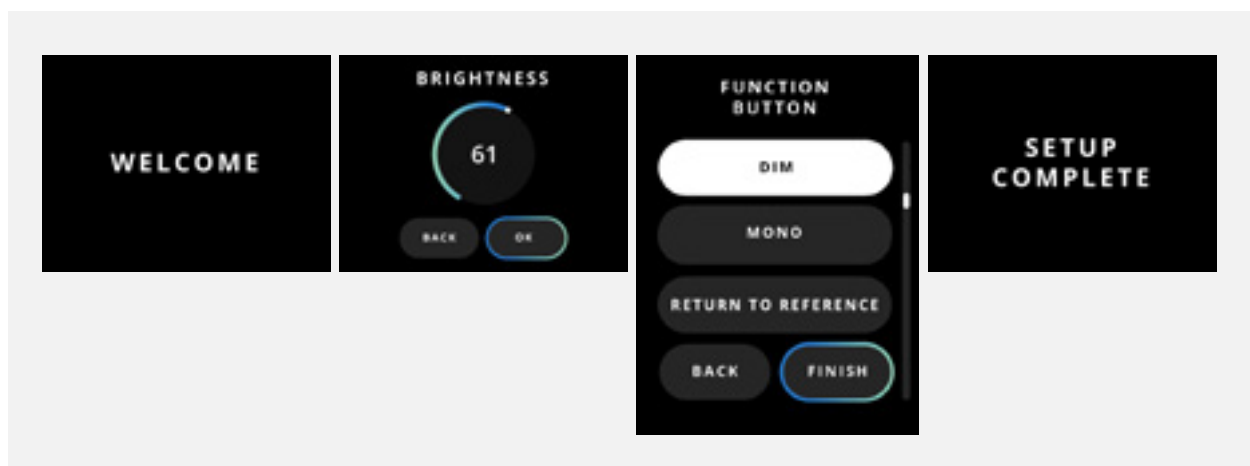 WELCOME
BRIGHTNESS
61
BACK
OK
FUNCTION
BUTTON
DIM
MONO
RETURN TO REFERENCE
BACK
FINISH
SETUP
COMPLETE